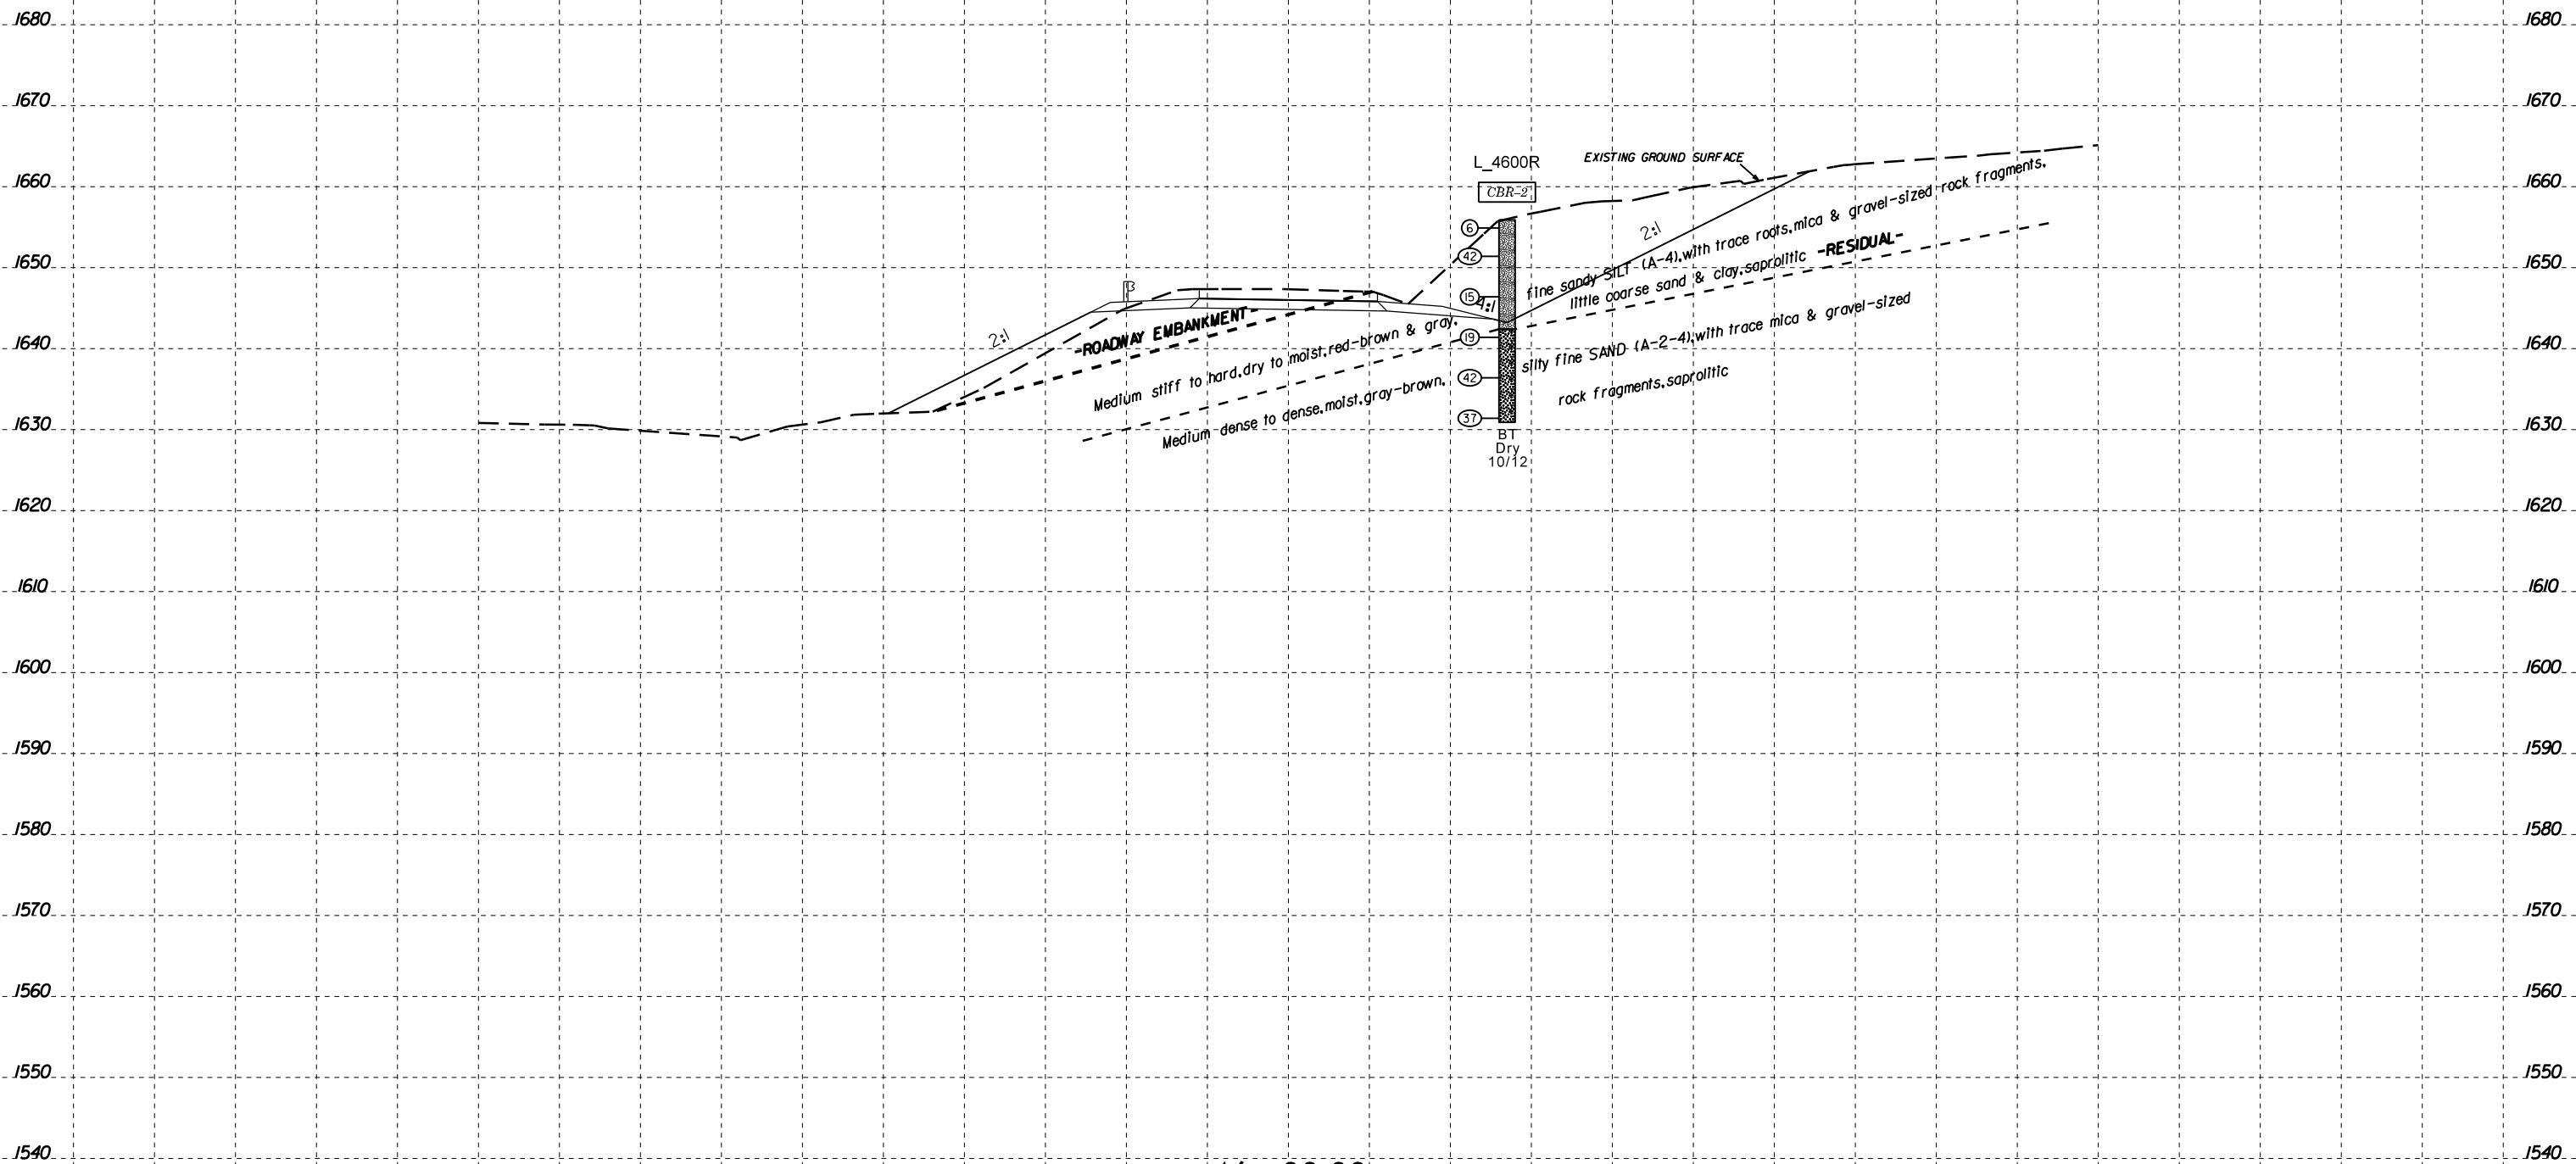 1680 1680
1670 1670
L_4600R
EXISTING GROUND SURFACE
1660 1660
CBR-2
6
2:1
42
1650 1650
15
4:1
2:1
-ROADWAY EMBANKMENT-
Medium stiff to hard, dry to moist, red-brown & gray, fine sandy SILT (A-4), with trace roots, mica & gravel-sized rock fragments,
little coarse sand & clay, saprolitic
-RESIDUAL-
1640 1640
19
Medium dense to dense, moist, gray-brown, silty fine SAND (A-2-4), with trace mica & gravel-sized
rock fragments, saprolitic
42
37
1630 1630
BT
Dry
10/12
1620 1620
1610 1610
1600 1600
1590 1590
1580 1580
1570 1570
1560 1560
1550 1550
1540 1540